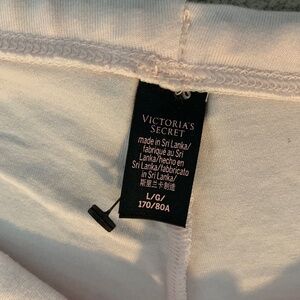 VICTORIA'S
SECRET
made in Sri Lanka/
fabriqué au Sri
Lanka/hecho en
Sri Lanka/fabbricato
in Sri Lanka/
斯里兰卡制造
L/G/
170/80A